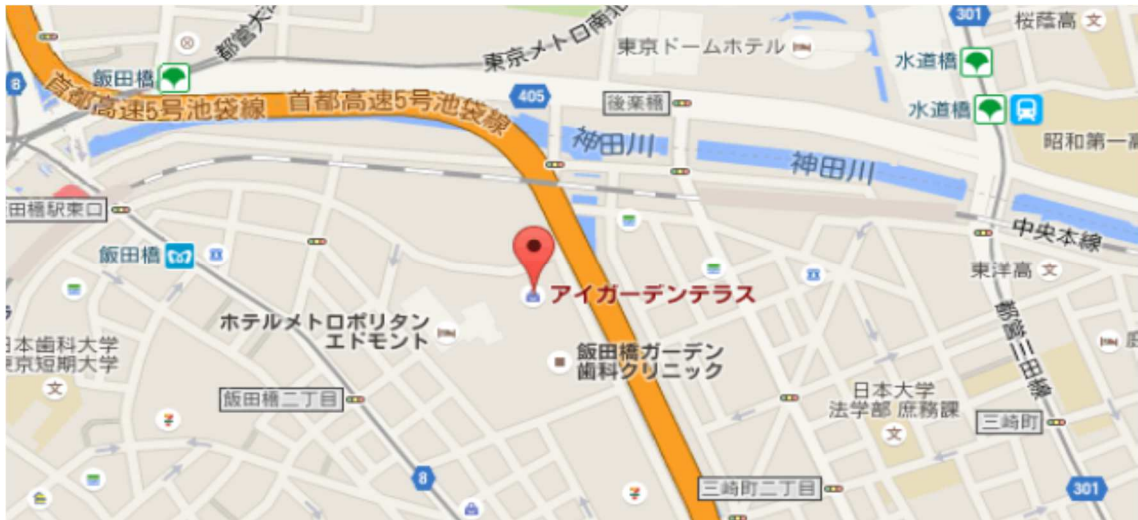 301
桜蔭高
東京メトロ南北
都営大
東京ドームホテル
水道橋
飯田橋
8
首都高速5号池袋線
首都高速5号池袋線
405
後楽橋
水道橋
神田川
昭和第一高
神田川
田橋駅東口
中央本線
飯田橋
東洋高
アイガーデンテラス
ホテルメトロポリタン
エドモント
日本歯科大学
東京短期大学
飯田橋ガーデン
歯科クリニック
都営三田線
飯田橋二丁目
日本大学
法学部 庶務課
三崎町
8
三崎町二丁目
301